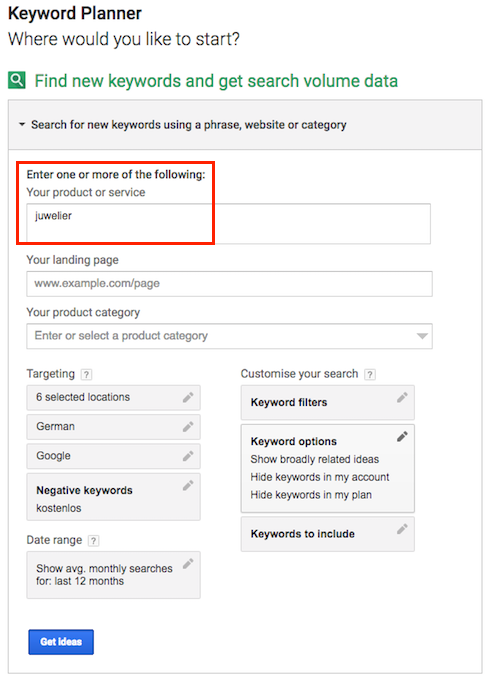 Keyword Planner
Where would you like to start?
Find new keywords and get search volume data
Search for new keywords using a phrase, website or category
Enter one or more of the following:
Your product or service
juwelier
Your landing page
www.example.com/page
Your product category
Enter or select a product category
Targeting ?
6 selected locations
German
Google
Negative keywords
kostenlos
Date range ?
Show avg. monthly searches
for: last 12 months
Customise your search ?
Keyword filters
Keyword options
Show broadly related ideas
Hide keywords in my account
Hide keywords in my plan
Keywords to include
Get ideas